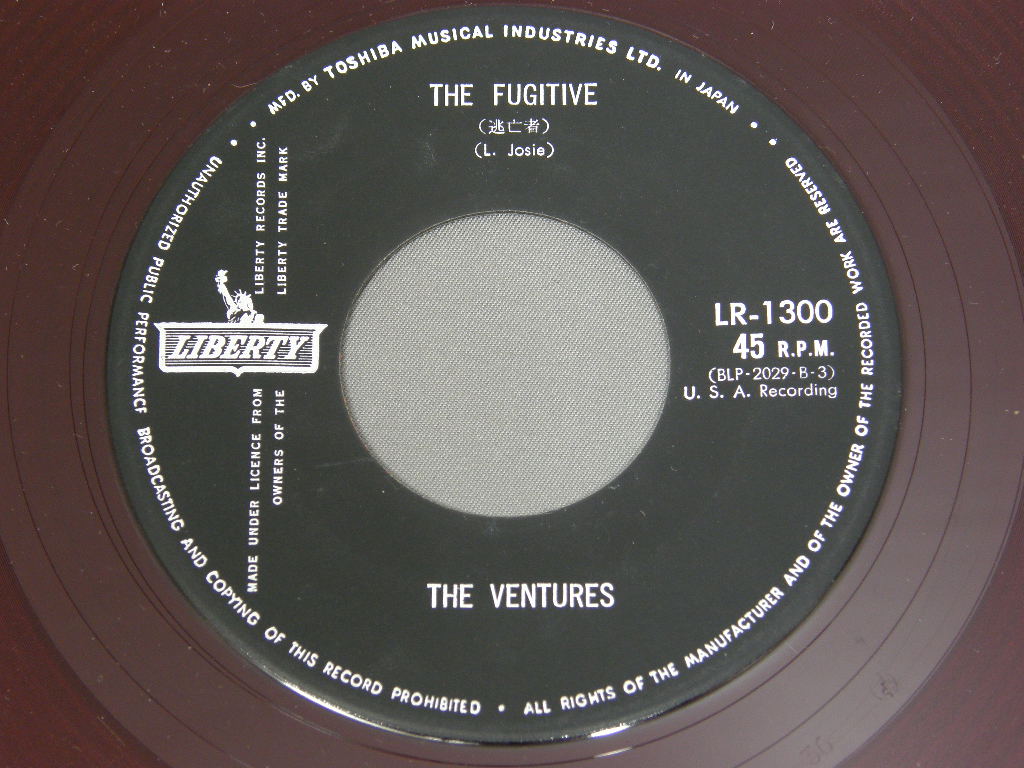 MFD. BY TOSHIBA MUSICAL INDUSTRIES LTD. IN JAPAN
THE FUGITIVE
(逃亡者)
(L. Josie)
LIBERTY RECORDS INC.
LIBERTY TRADE MARK
LIBERTY
MADE UNDER LICENCE FROM
OWNERS OF THE
LR-1300
45 R.P.M.
(BLP-2029-B-3)
U. S. A. Recording
THE VENTURES
UNAUTHORIZED PUBLIC PERFORMANCE BROADCASTING AND COPYING OF THIS RECORD PROHIBITED • ALL RIGHTS OF THE MANUFACTURER AND OF THE OWNER OF THE RECORDED WORK ARE RESERVED